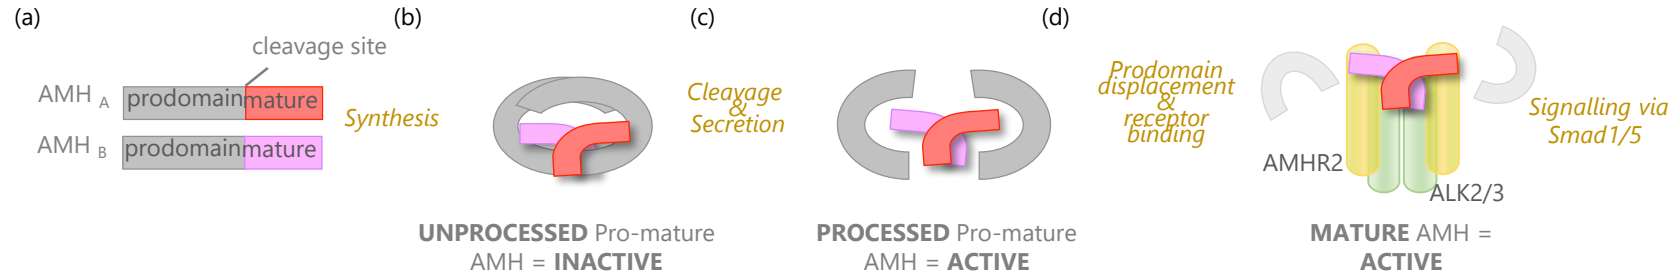 (a)
cleavage site
AMH A
prodomain
mature
AMH B
prodomain
mature
Synthesis
(b)
UNPROCESSED Pro-mature
AMH = INACTIVE
Cleavage
&
Secretion
(c)
PROCESSED Pro-mature
AMH = ACTIVE
Prodomain
displacement
&
receptor
binding
(d)
AMHR2
ALK2/3
MATURE AMH =
ACTIVE
Signalling via
Smad1/5